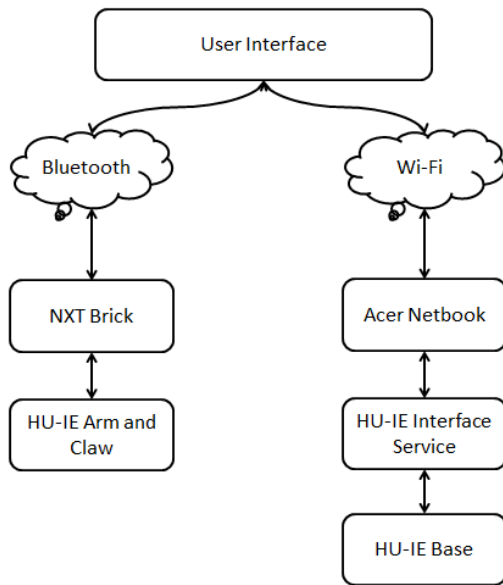 User Interface
Bluetooth
Wi-Fi
NXT Brick
Acer Netbook
HU-IE Arm and
Claw
HU-IE Interface
Service
HU-IE Base